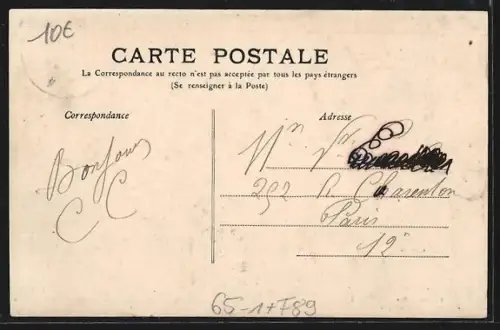 10€
CARTE POSTALE
La Correspondance au recto n'est pas acceptée par tous les pays étrangers
(Se renseigner à la Poste)
Correspondance
Adresse
Bonjour
C C
292 R. Charenton
Paris
12e
65-1+F89